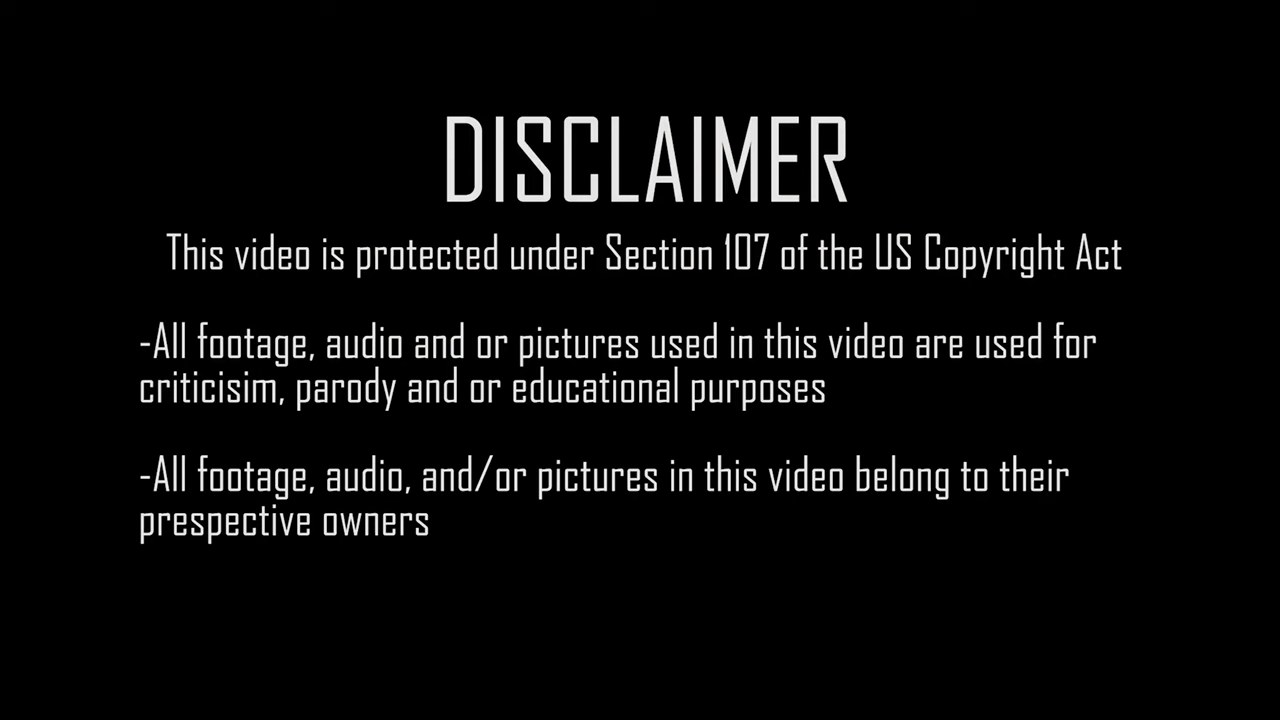 DISCLAIMER
This video is protected under Section 107 of the US Copyright Act
-All footage, audio and or pictures used in this video are used for
criticisim, parody and or educational purposes
-All footage, audio, and/or pictures in this video belong to their
prespective owners